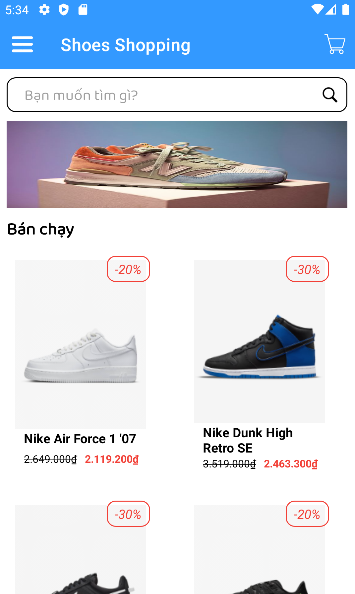 5:34
Shoes Shopping
Bạn muốn tìm gì?
Bán chạy
-20%
-30%
Nike Air Force 1 '07
2.649.000₫ 2.119.200₫
Nike Dunk High
Retro SE
3.519.000₫ 2.463.300₫
-30%
-20%